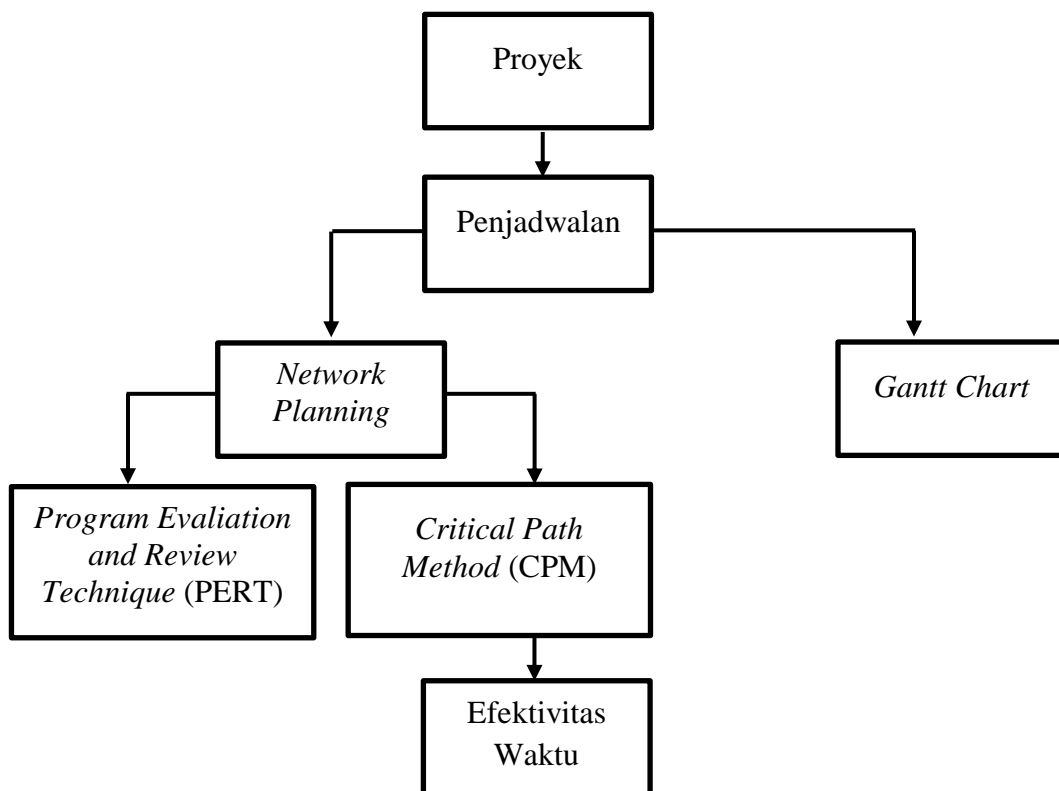 Proyek
Penjadwalan
Network
Planning
Gantt Chart
Program Evaliation
and Review
Technique (PERT)
Critical Path
Method (CPM)
Efektivitas
Waktu